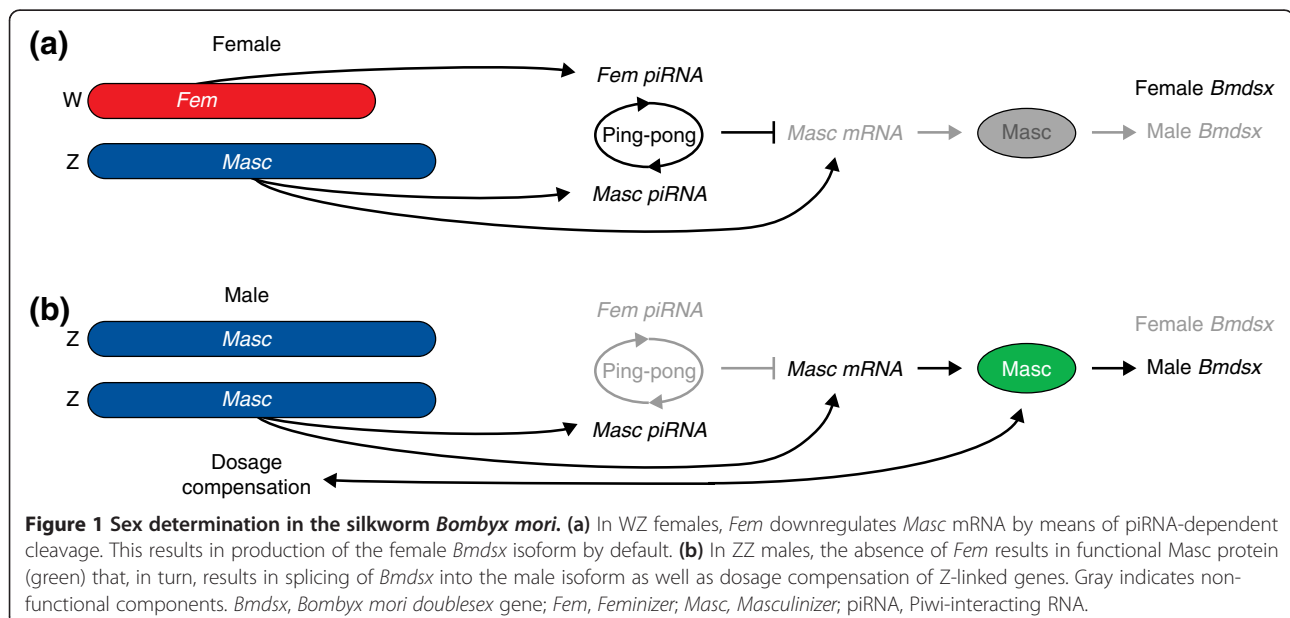 (a)
Female
W
Fem
Z
Masc
Fem piRNA
Ping-pong
Masc piRNA
Masc mRNA
Masc
Female Bmdsx
Male Bmdsx
(b)
Male
Z
Masc
Z
Masc
Fem piRNA
Ping-pong
Masc piRNA
Masc mRNA
Masc
Female Bmdsx
Male Bmdsx
Dosage
compensation
Figure 1 Sex determination in the silkworm Bombyx mori. (a) In WZ females, Fem downregulates Masc mRNA by means of piRNA-dependent
cleavage. This results in production of the female Bmdsx isoform by default. (b) In ZZ males, the absence of Fem results in functional Masc protein
(green) that, in turn, results in splicing of Bmdsx into the male isoform as well as dosage compensation of Z-linked genes. Gray indicates non-
functional components. Bmdsx, Bombyx mori doublesex gene; Fem, Feminizer; Masc, Masculinizer; piRNA, Piwi-interacting RNA.